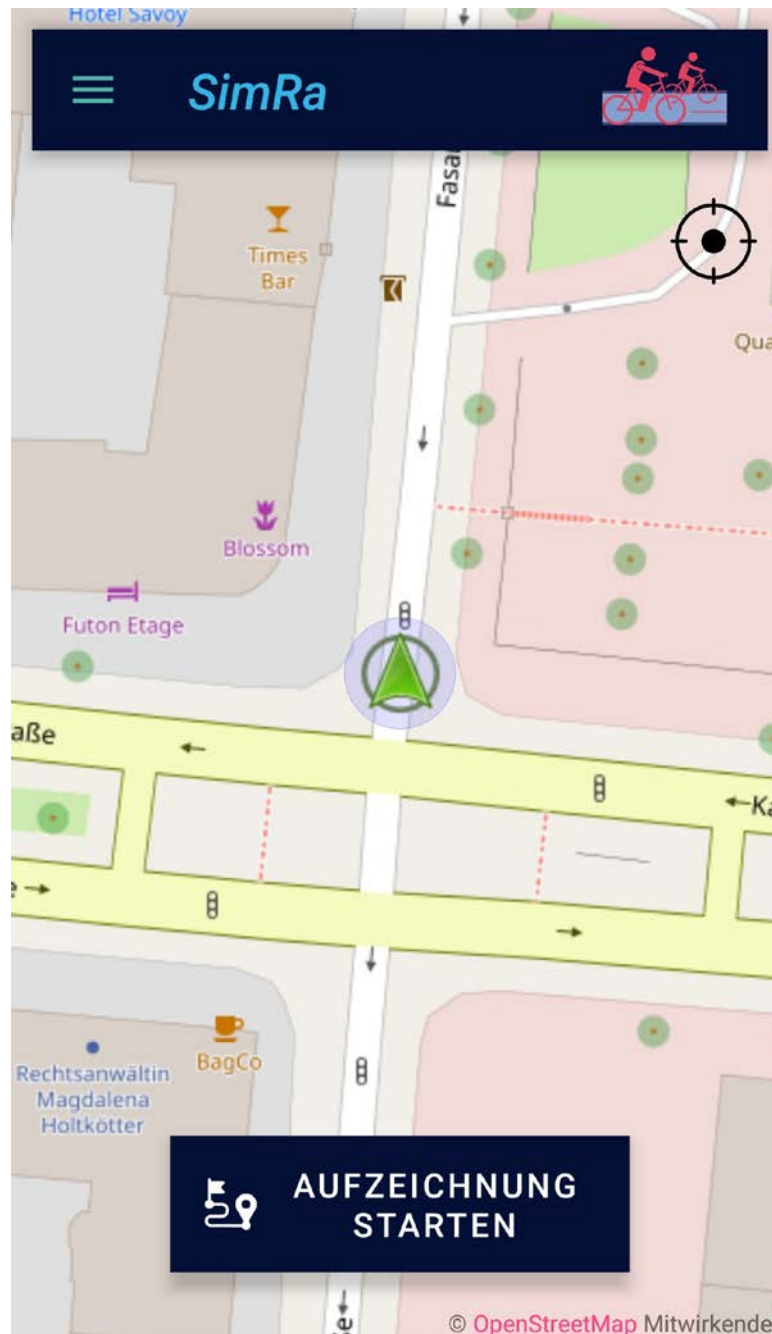 Hotel Savoy
SimRa
Fasa
Times
Bar
Qua
Blossom
Futon Etage
aße
Ka
e
BagCo
Rechtsanwältin
Magdalena
Holtkötter
AUFZEICHNUNG
STARTEN
ße
© OpenStreetMap Mitwirkende